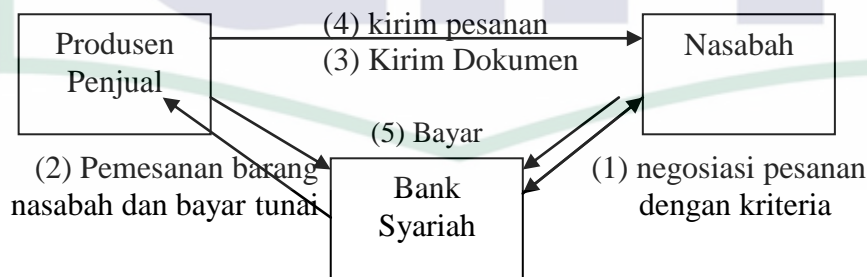 (4) kirim pesanan
Produsen
Penjual
(3) Kirim Dokumen
Nasabah
(5) Bayar
(2) Pemesanan barang
nasabah dan bayar tunai
Bank
Syariah
(1) negosiasi pesanan
dengan kriteria